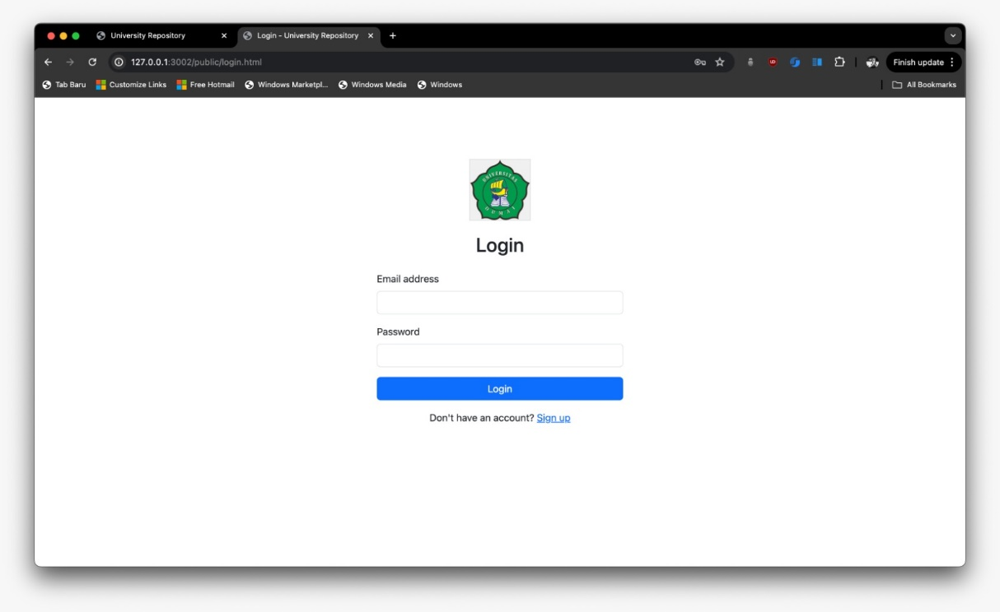 University Repository
Login - University Repository
127.0.0.1:3002/public/login.html
Finish update
Tab Baru
Customize Links
Free Hotmail
Windows Marketpl...
Windows Media
Windows
All Bookmarks
UNIVERSITAS
DUMAI
Login
Email address
Password
Login
Don't have an account? Sign up